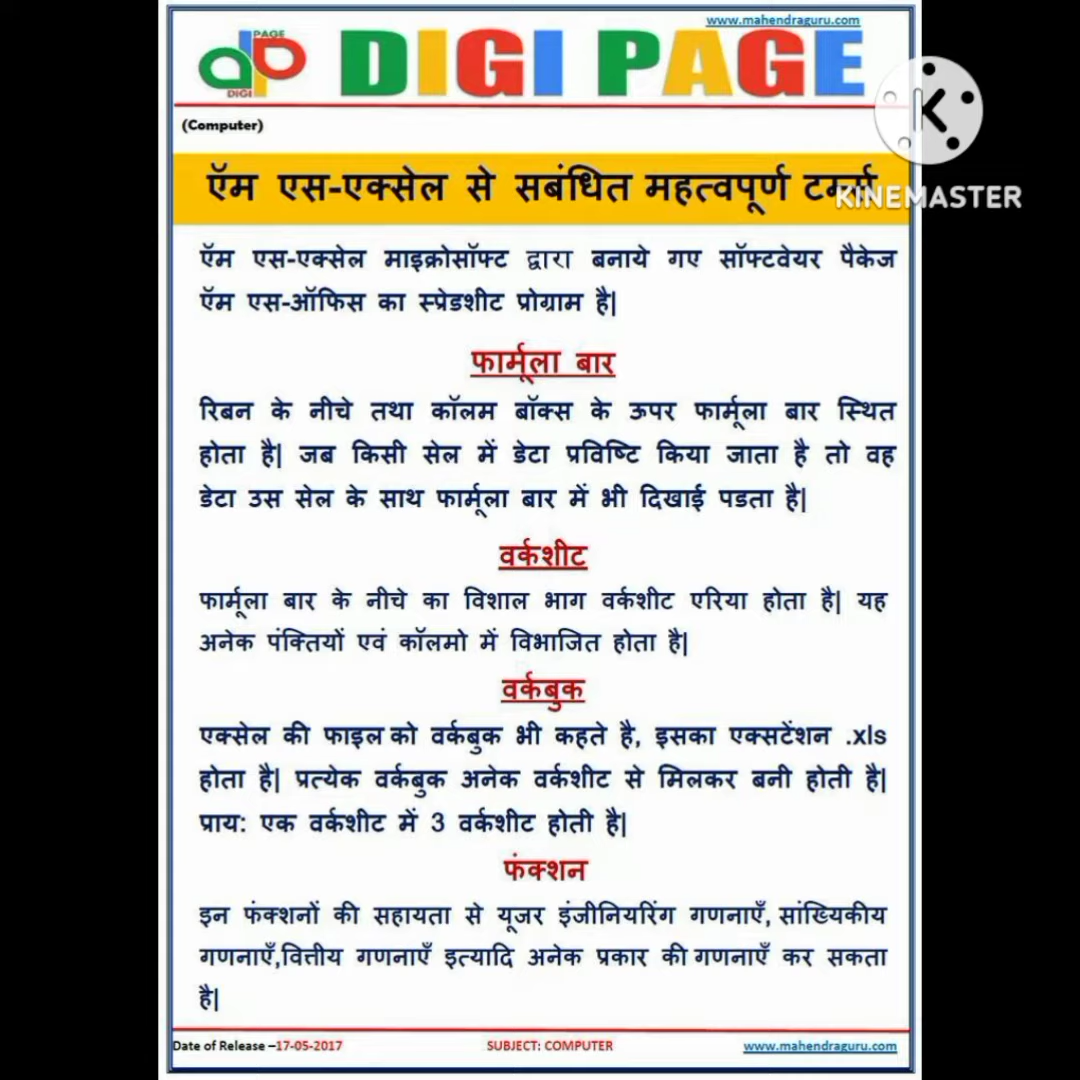 www.mahendraguru.com
PAGE
DIGI
DIGI PAGE
K
(Computer)
ऍम एस-एक्सेल से सबंधित महत्वपूर्ण टर्म्स
KINEMASTER
ऍम एस-एक्सेल माइक्रोसॉफ्ट द्वारा बनाये गए सॉफ्टवेयर पैकेज
ऍम एस-ऑफिस का स्प्रेडशीट प्रोग्राम है|
फार्मूला बार
रिबन के नीचे तथा कॉलम बॉक्स के ऊपर फार्मूला बार स्थित
होता है| जब किसी सेल में डेटा प्रविष्टि किया जाता है तो वह
डेटा उस सेल के साथ फार्मूला बार में भी दिखाई पडता है|
वर्कशीट
फार्मूला बार के नीचे का विशाल भाग वर्कशीट एरिया होता है| यह
अनेक पंक्तियों एवं कॉलमो में विभाजित होता है|
वर्कबुक
एक्सेल की फाइल को वर्कबुक भी कहते है, इसका एक्सटेंशन .xls
होता है| प्रत्येक वर्कबुक अनेक वर्कशीट से मिलकर बनी होती है|
प्राय: एक वर्कशीट में 3 वर्कशीट होती है|
फंक्शन
इन फंक्शनों की सहायता से यूजर इंजीनियरिंग गणनाएँ, सांख्यिकीय
गणनाएँ,वित्तीय गणनाएँ इत्यादि अनेक प्रकार की गणनाएँ कर सकता
है|
Date of Release –17-05-2017 SUBJECT: COMPUTER www.mahendraguru.com